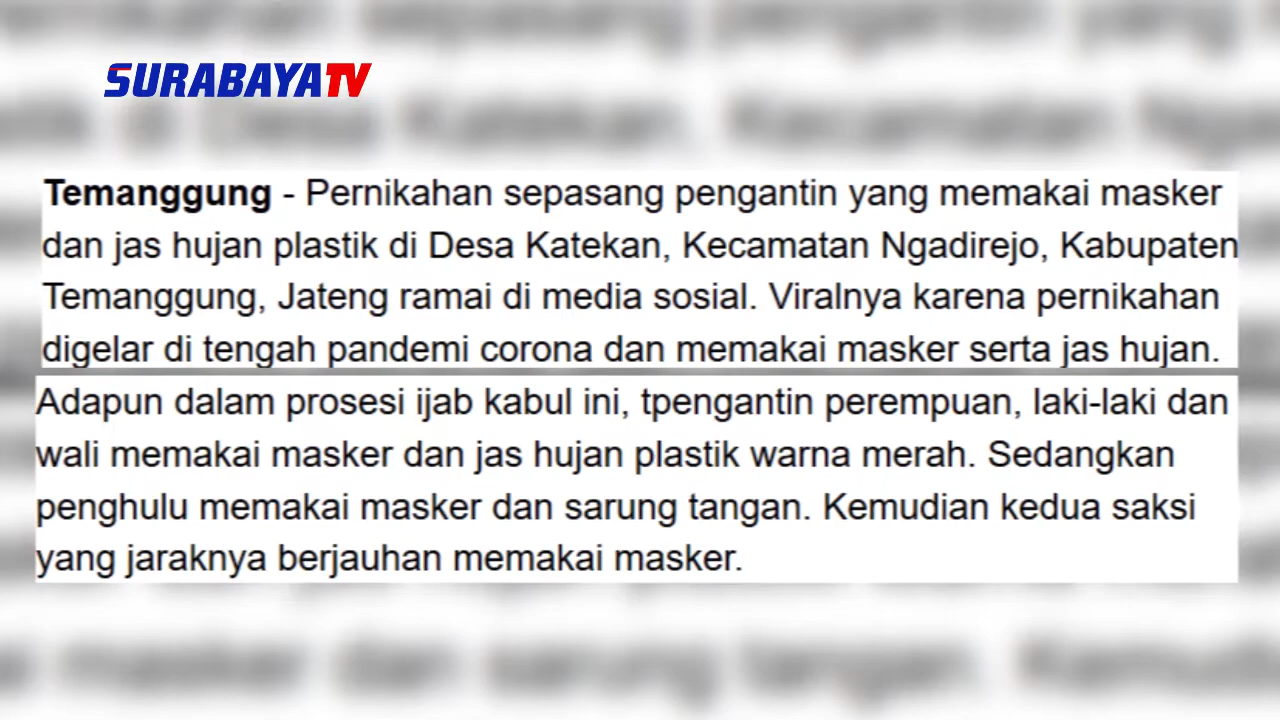 SURABAYATV
Temanggung - Pernikahan sepasang pengantin yang memakai masker
dan jas hujan plastik di Desa Katekan, Kecamatan Ngadirejo, Kabupaten
Temanggung, Jateng ramai di media sosial. Viralnya karena pernikahan
digelar di tengah pandemi corona dan memakai masker serta jas hujan.
Adapun dalam prosesi ijab kabul ini, tpengantin perempuan, laki-laki dan
wali memakai masker dan jas hujan plastik warna merah. Sedangkan
penghulu memakai masker dan sarung tangan. Kemudian kedua saksi
yang jaraknya berjauhan memakai masker.